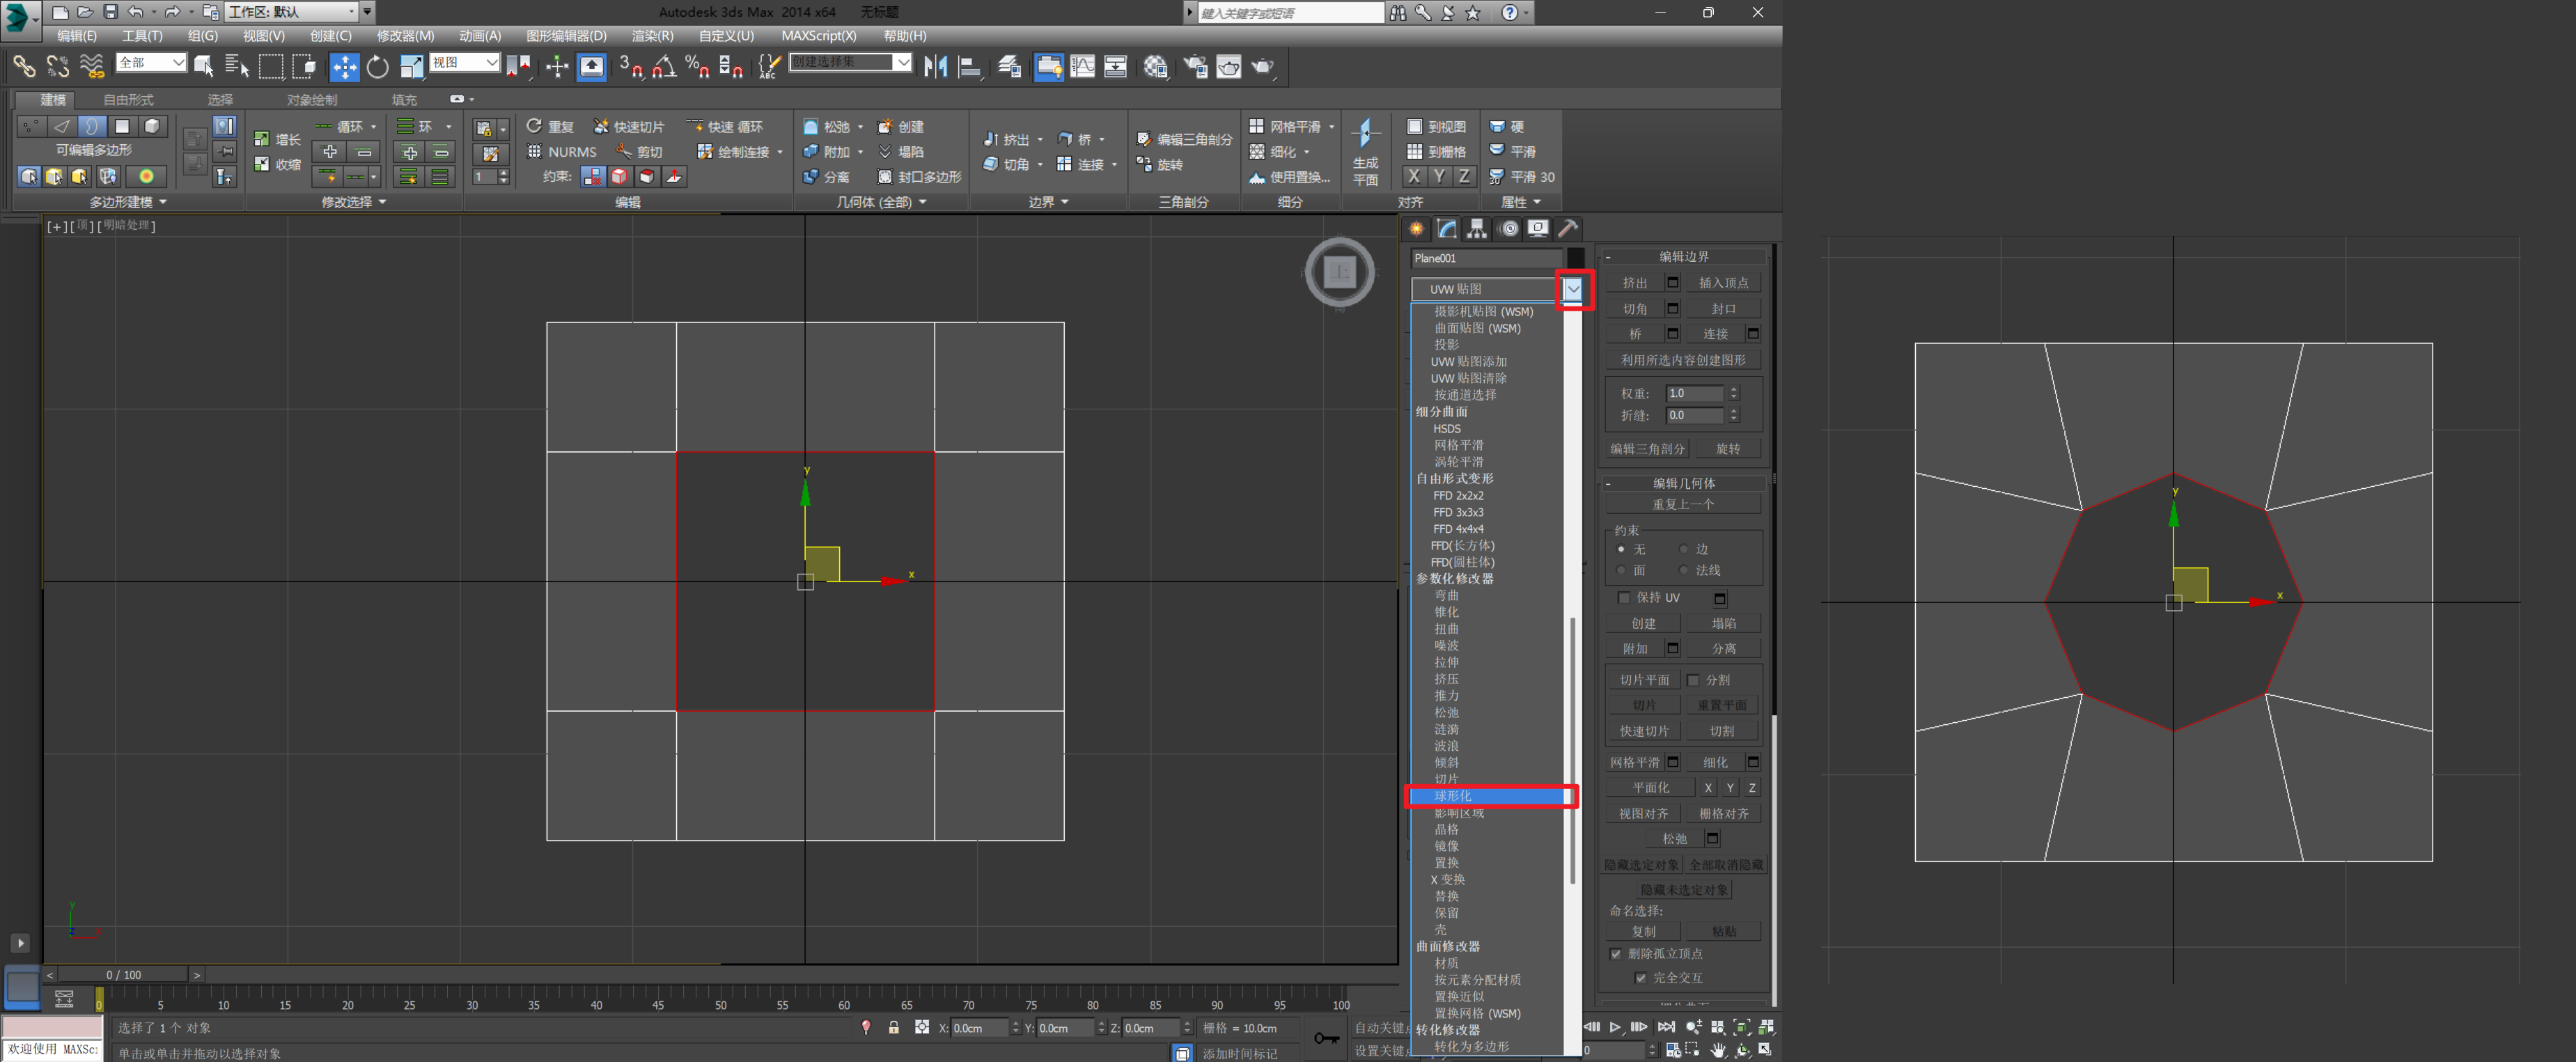 工作区: 默认
Autodesk 3ds Max 2014 x64 无标题
键入关键字或短语
编辑(E) 工具(T) 组(G) 视图(V) 创建(C) 修改器(M) 动画(A) 图形编辑器(D) 渲染(R) 自定义(U) MAXScript(X) 帮助(H)
全部 视图 创建选择集
建模 自由形式 选择 对象绘制 填充
增长 循环 环 重复 快速切片 快速 循环 松弛 创建 网格平滑 到视图 硬
可编辑多边形 NURMS 剪切 绘制连接 附加 塌陷 挤出 桥 编辑三角剖分 细化 到栅格 平滑
收缩 1 约束: 分离 封口多边形 切角 连接 旋转 使用置换... 生成平面 X Y Z 平滑 30
多边形建模 修改选择 编辑 几何体 (全部) 边界 三角剖分 细分 对齐 属性
[+][顶][明暗处理]
Plane001
UVW 贴图
摄影机贴图 (WSM)
曲面贴图 (WSM)
投影
UVW 贴图添加
UVW 贴图清除
按通道选择
细分曲面
HSDS
网格平滑
涡轮平滑
自由形式变形
FFD 2x2x2
FFD 3x3x3
FFD 4x4x4
FFD(长方体)
FFD(圆柱体)
参数化修改器
弯曲
锥化
扭曲
噪波
拉伸
挤压
推力
松弛
涟漪
波浪
倾斜
切片
球形化
影响区域
晶格
镜像
置换
X 变换
替换
保留
壳
曲面修改器
材质
按元素分配材质
置换近似
置换网格 (WSM)
转化修改器
转化为多边形
- 编辑边界
挤出 插入顶点
切角 封口
桥 连接
利用所选内容创建图形
权重: 1.0
折缝: 0.0
编辑三角剖分 旋转
- 编辑几何体
重复上一个
约束
无 边
面 法线
保持 UV
创建 塌陷
附加 分离
切片平面 分割
切片 重置平面
快速切片 切割
网格平滑 细化
平面化 X Y Z
视图对齐 栅格对齐
松弛
隐藏选定对象 全部取消隐藏
隐藏未选定对象
命名选择:
复制 粘贴
删除孤立顶点
完全交互
y
x
y
x
y
z
x
< 0 / 100 >
0 5 10 15 20 25 30 35 40 45 50 55 60 65 70 75 80 85 90 95 100
选择了 1 个 对象 X: 0.0cm Y: 0.0cm Z: 0.0cm 栅格 = 10.0cm 自动关键点
欢迎使用 MAXSc: 单击或单击并拖动以选择对象 添加时间标记 设置关键点 0